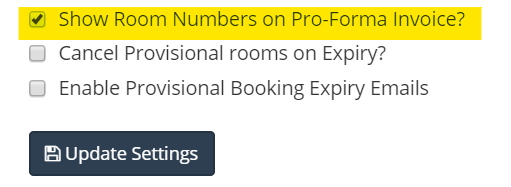 Show Room Numbers on Pro-Forma Invoice?
Cancel Provisional rooms on Expiry?
Enable Provisional Booking Expiry Emails
Update Settings